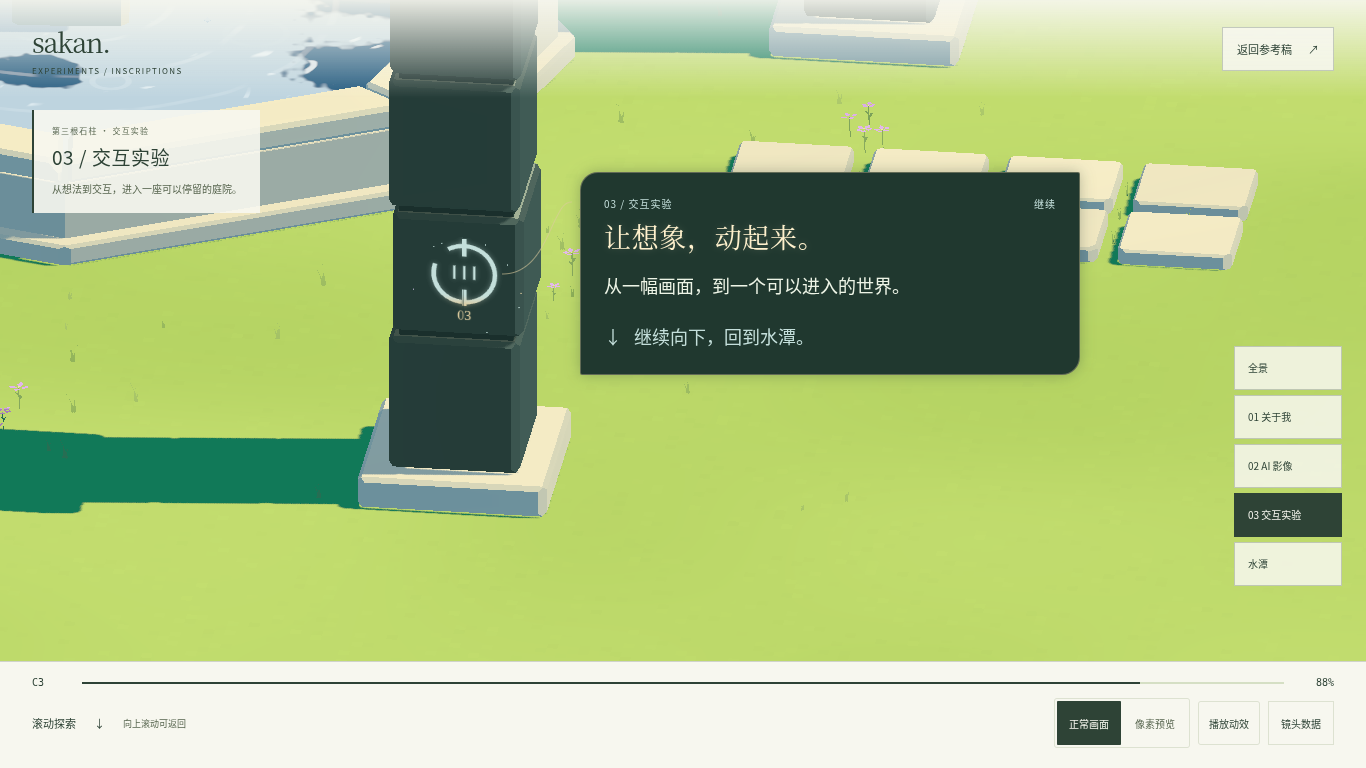 sakan.
EXPERIMENTS / INSCRIPTIONS
返回参考稿 ↗
第三根石柱 · 交互实验
03 / 交互实验
从想法到交互，进入一座可以停留的庭院。
03
03 / 交互实验 继续
让想象，动起来。
从一幅画面，到一个可以进入的世界。
↓ 继续向下，回到水潭。
全景
01 关于我
02 AI 影像
03 交互实验
水潭
C3 88%
滚动探索 ↓ 向上滚动可返回
正常画面 像素预览 播放动效 镜头数据